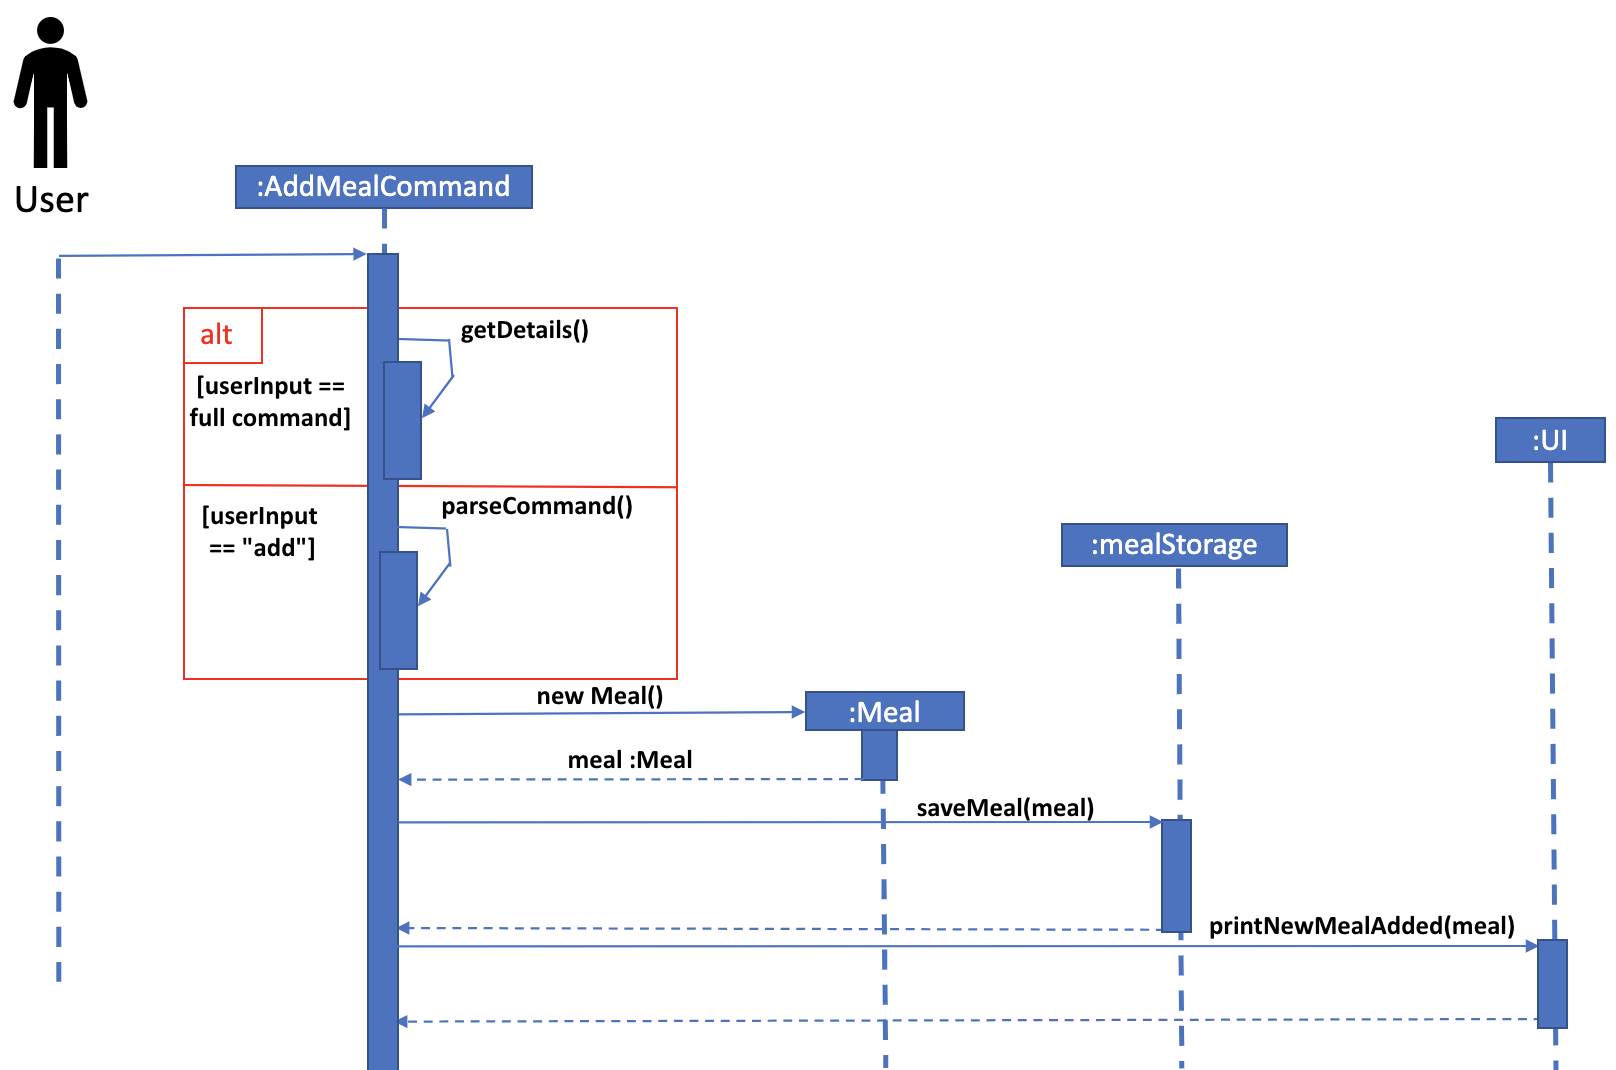 User
:AddMealCommand
alt
getDetails()
[userInput ==
full command]
:UI
parseCommand()
[userInput
== "add"]
:mealStorage
new Meal()
:Meal
meal :Meal
saveMeal(meal)
printNewMealAdded(meal)